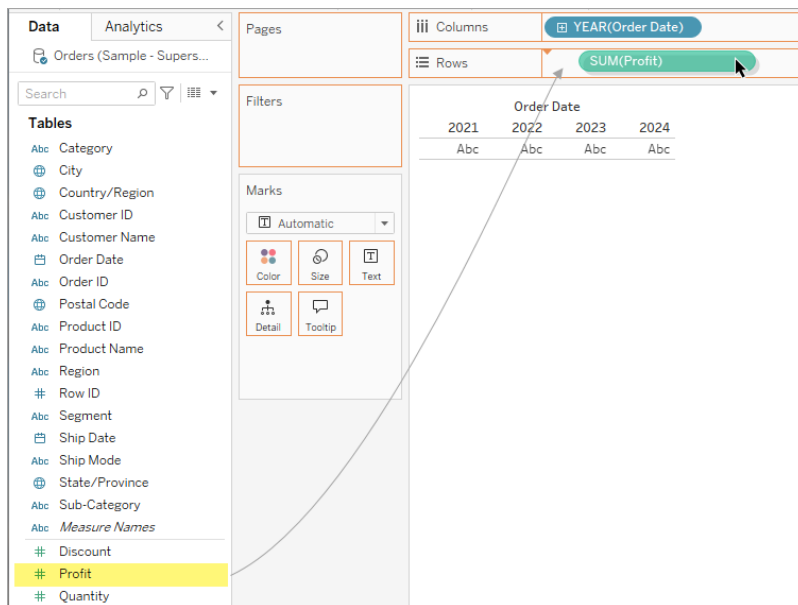 Data Analytics
Orders (Sample - Supers...
Search
Tables
Abc Category
City
Country/Region
Abc Customer ID
Abc Customer Name
Order Date
Abc Order ID
Postal Code
Abc Product ID
Abc Product Name
Abc Region
# Row ID
Abc Segment
Ship Date
Abc Ship Mode
State/Province
Abc Sub-Category
Abc Measure Names
# Discount
# Profit
# Quantity
Pages
Filters
Marks
T Automatic
Color Size T Text
Detail Tooltip
iii Columns YEAR(Order Date)
Rows SUM(Profit)
Order Date
2021 2022 2023 2024
Abc Abc Abc Abc